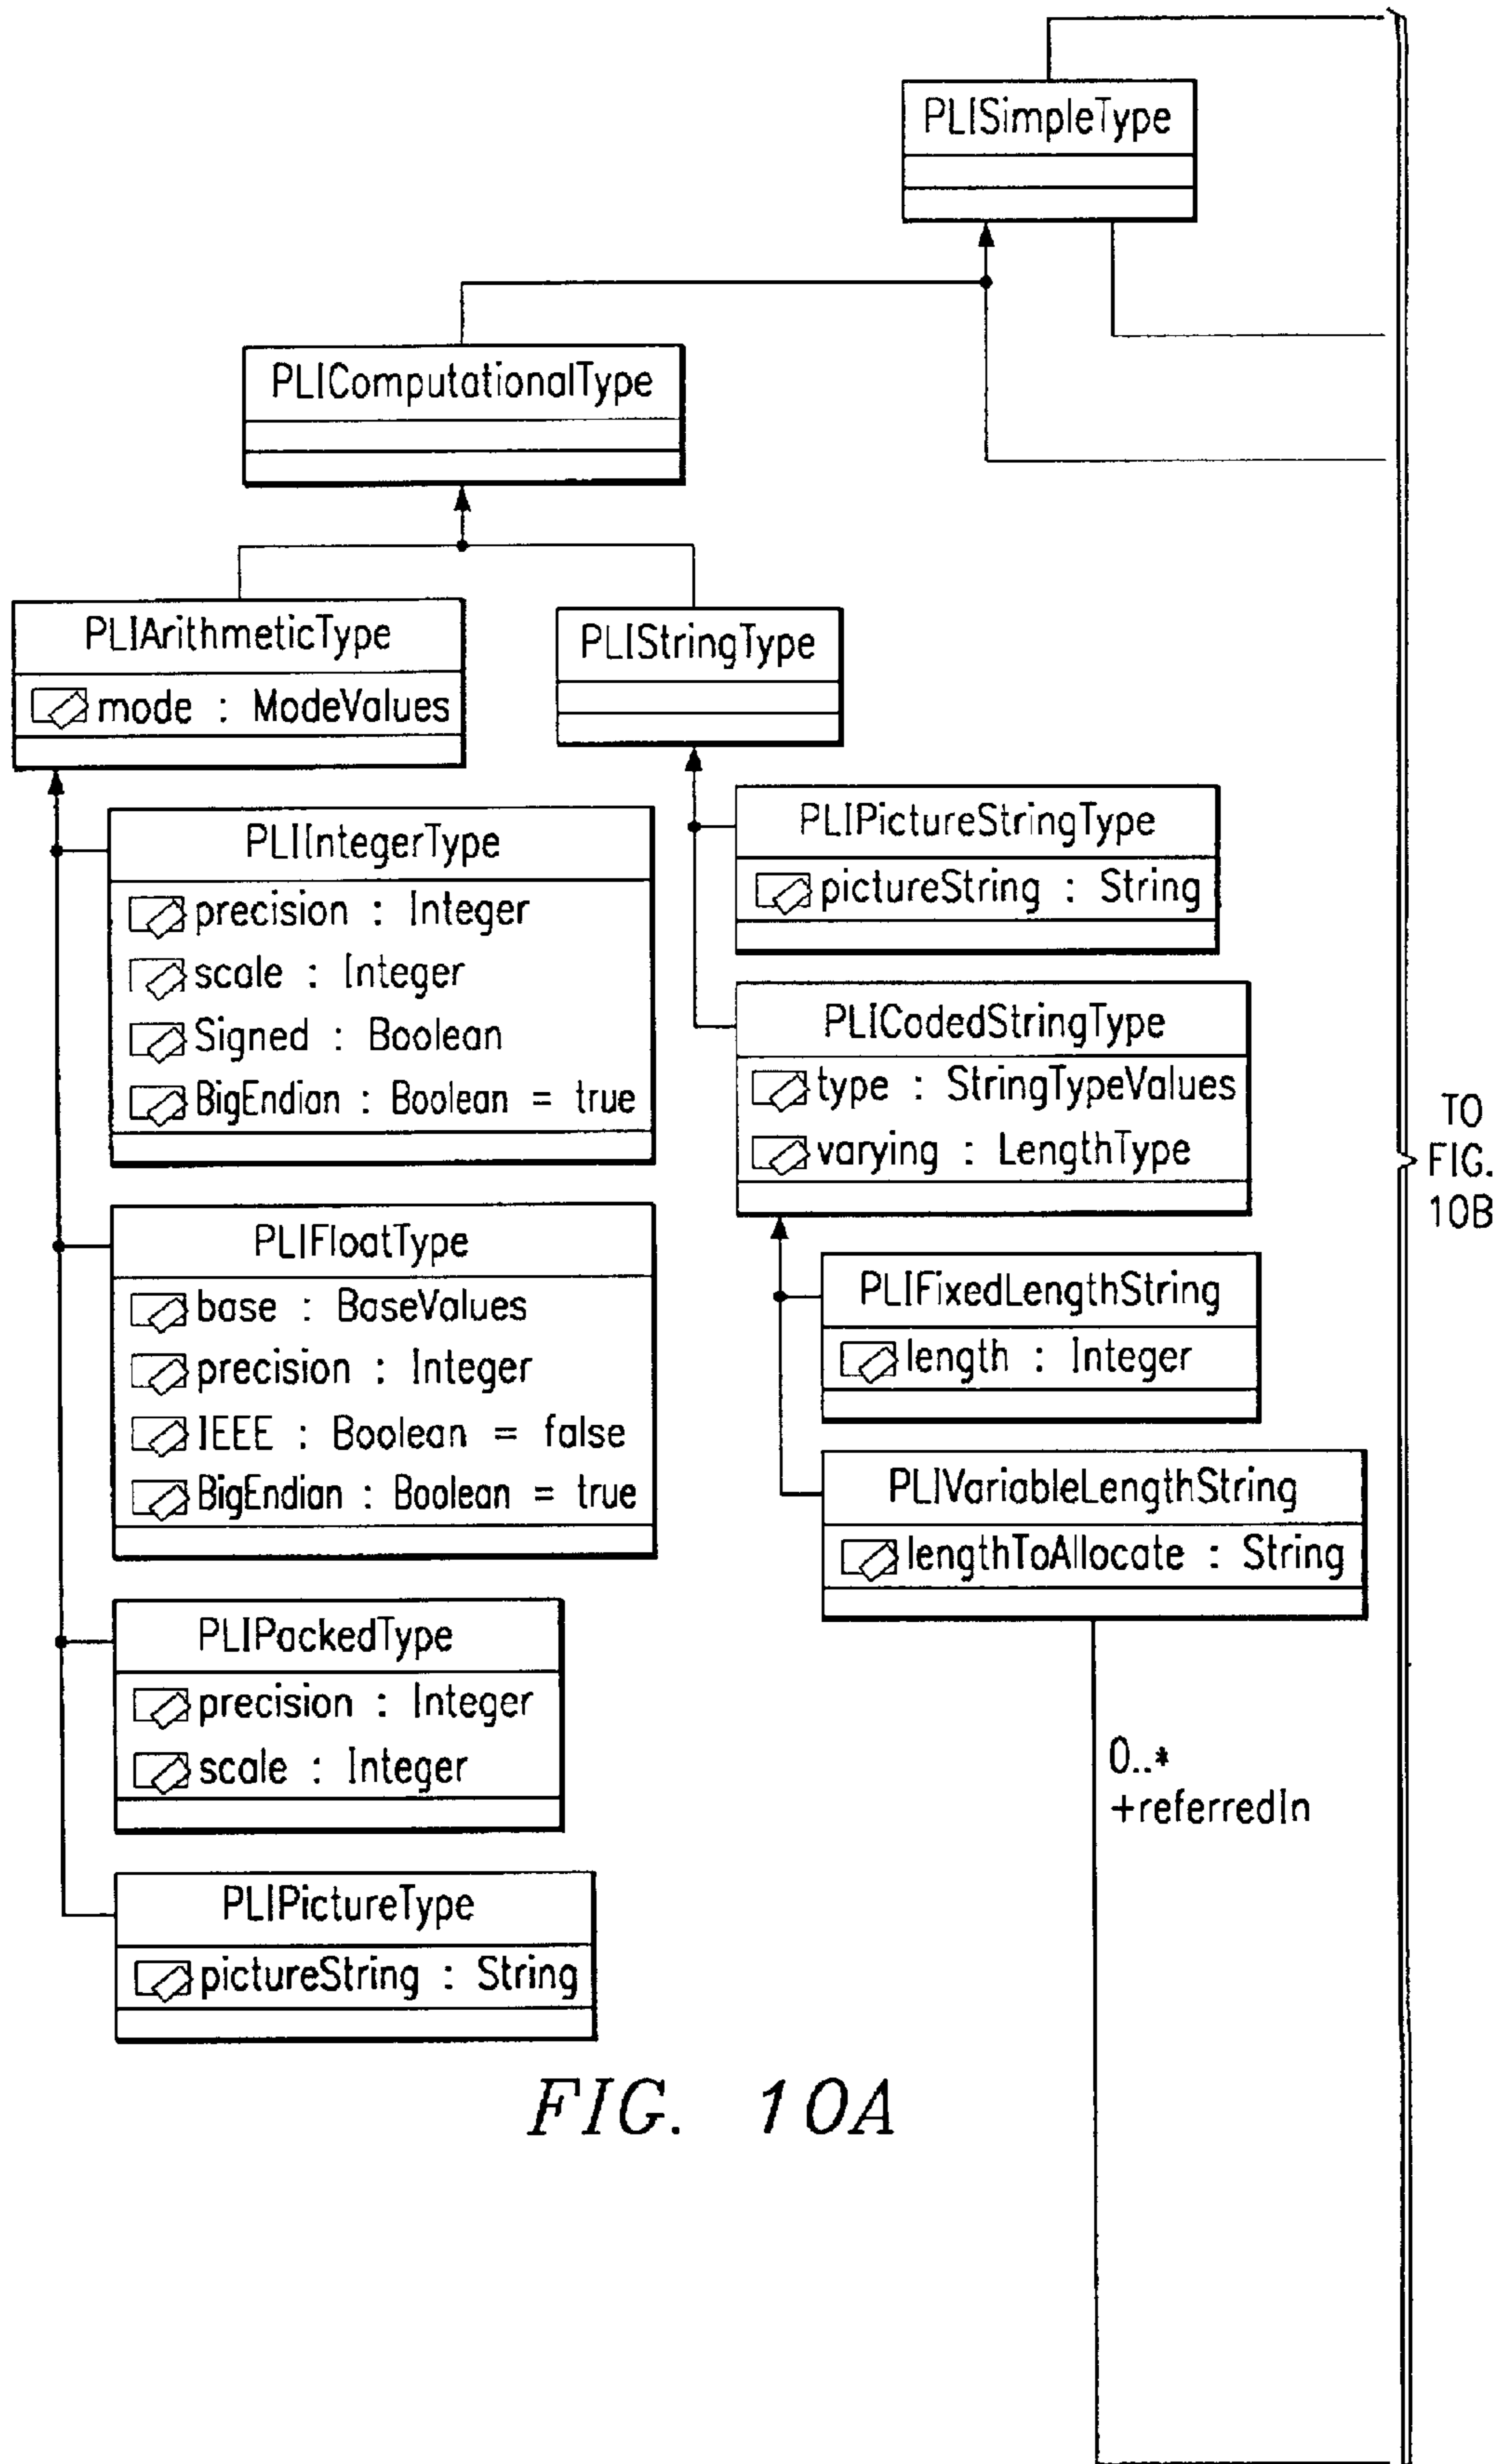 PLISimpleType
PLIComputationalType
PLIArithmeticType
mode : ModeValues
PLIStringType
PLIIntegerType
precision : Integer
scale : Integer
Signed : Boolean
BigEndian : Boolean = true
PLIPictureStringType
pictureString : String
PLICodedStringType
type : StringTypeValues
varying : LengthType
TO
FIG.
10B
PLIFloatType
base : BaseValues
precision : Integer
IEEE : Boolean = false
BigEndian : Boolean = true
PLIFixedLengthString
length : Integer
PLIVariableLengthString
lengthToAllocate : String
PLIPackedType
precision : Integer
scale : Integer
0..*
+referredIn
PLIPictureType
pictureString : String
FIG. 10A